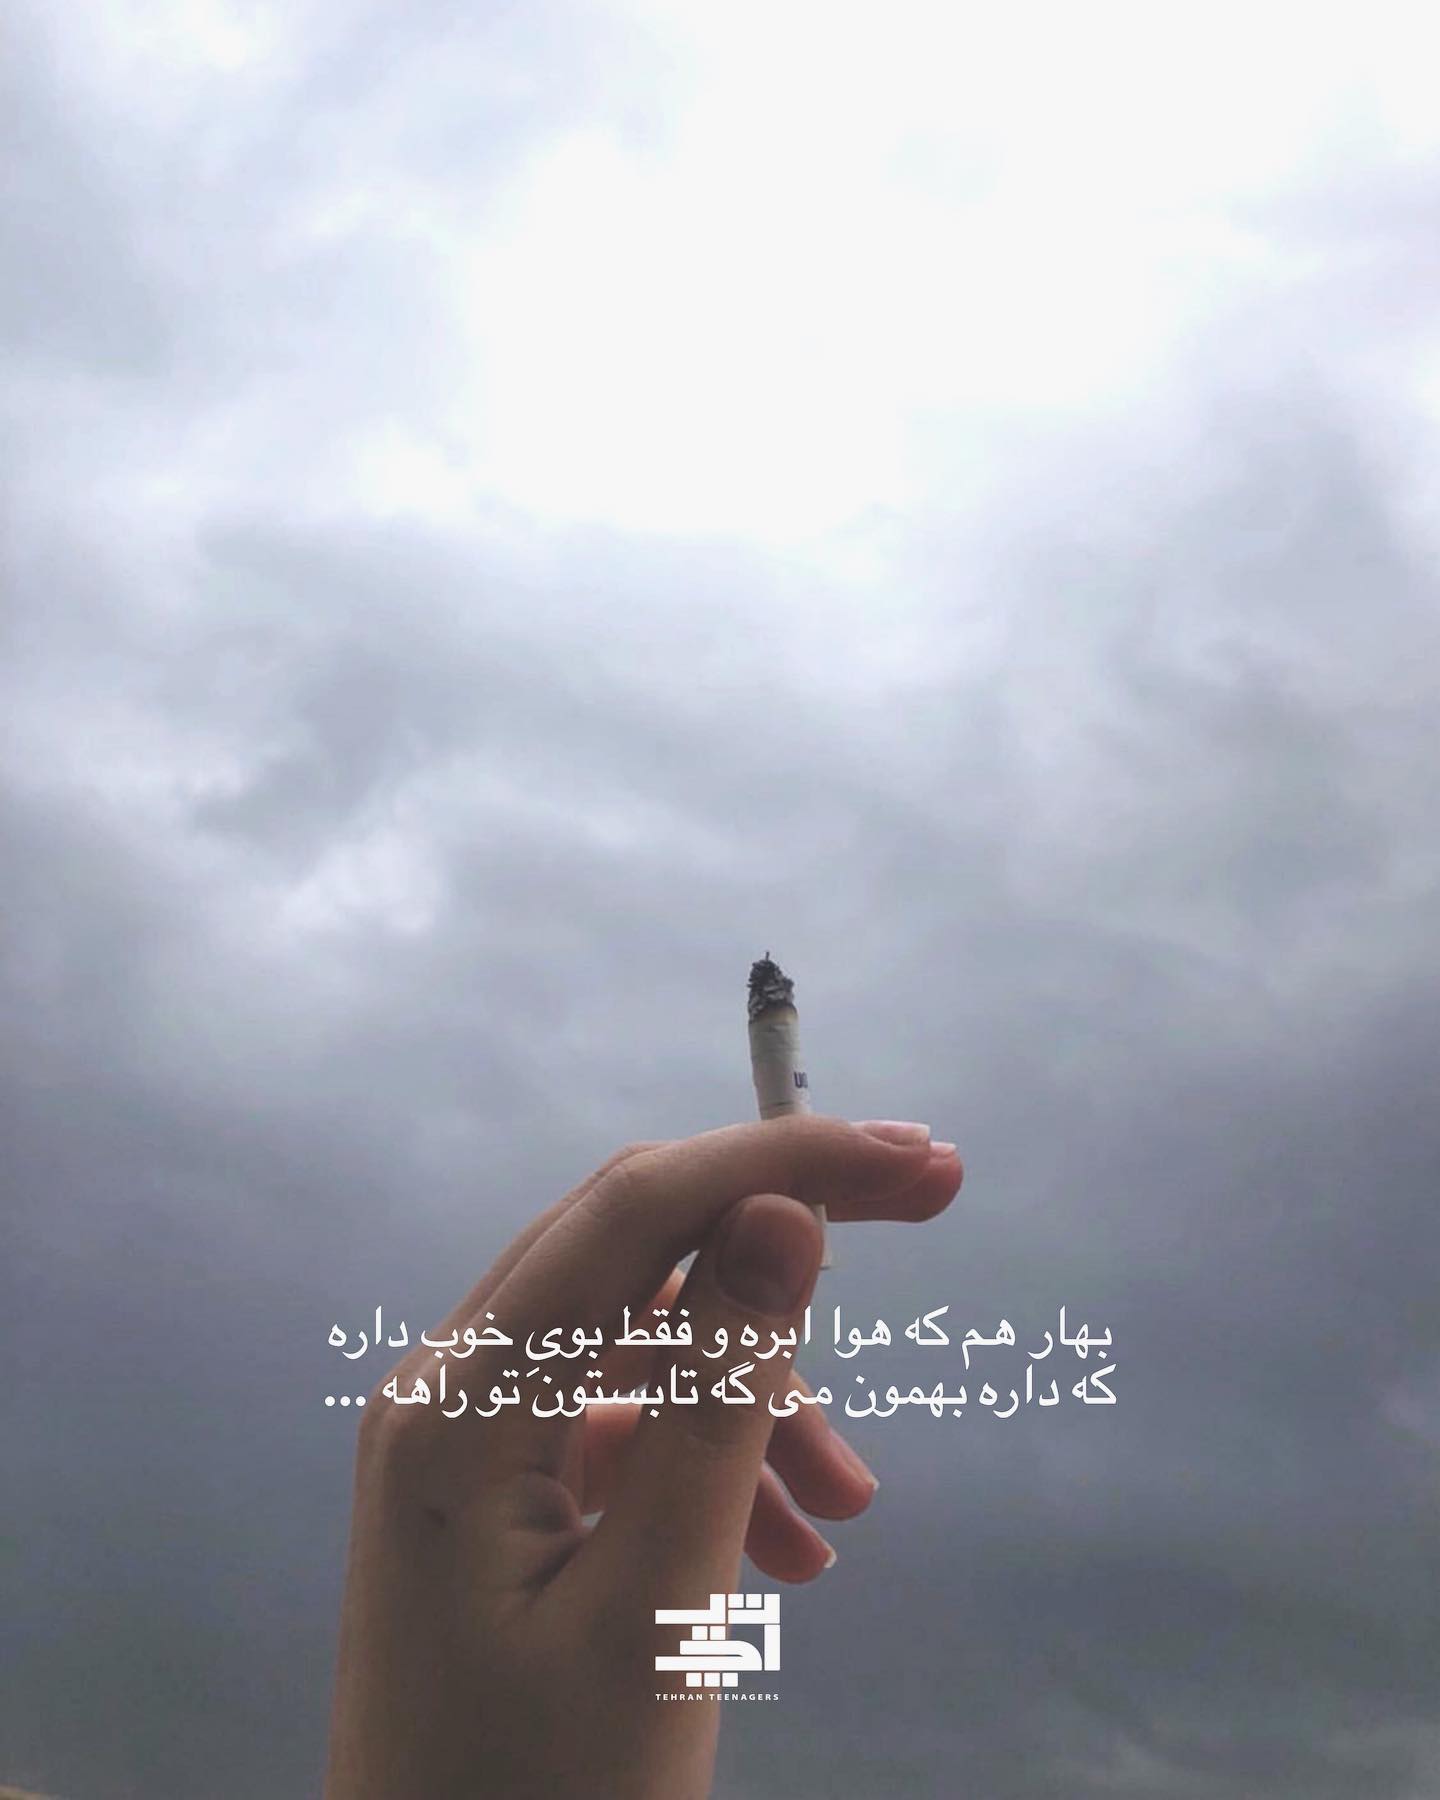 بهار هم که هوا ابره و فقط بویِ خوب داره
که داره بهمون می گه تابستونَ تو راهه ...
TEHRAN TEENAGERS